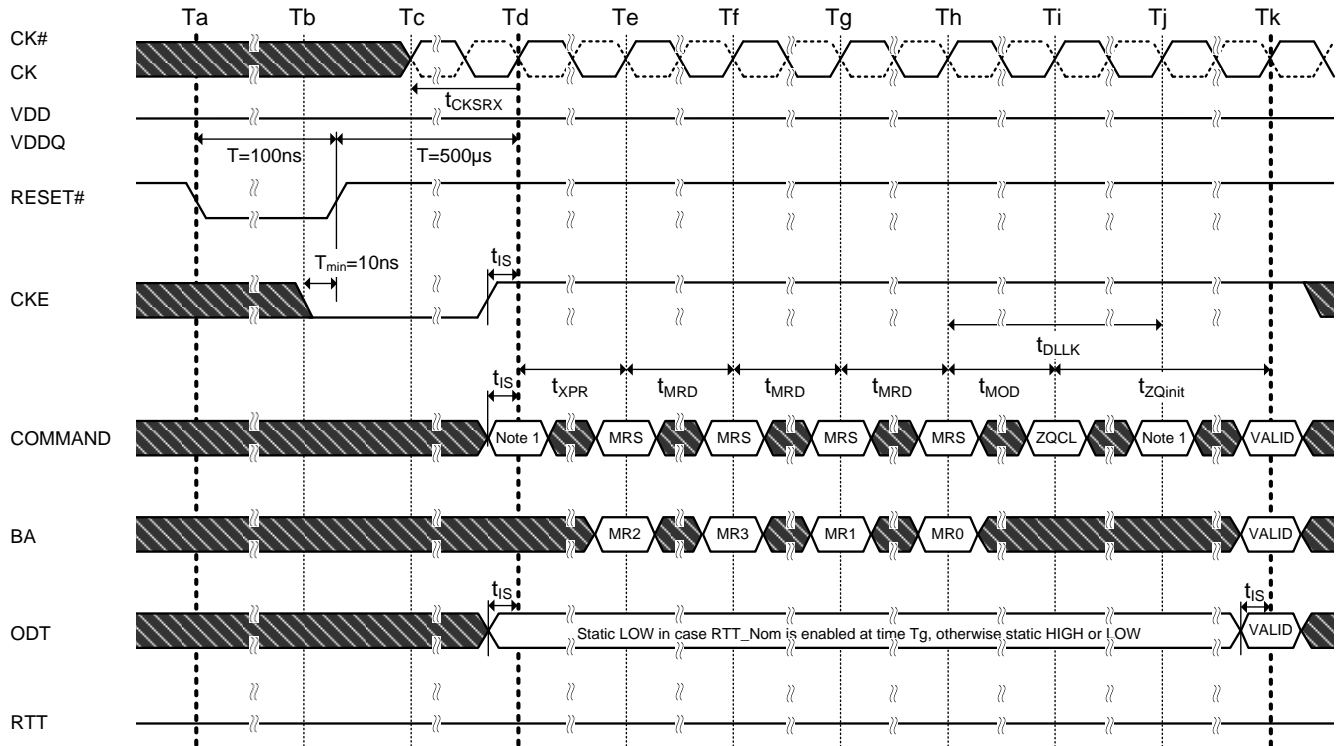 Ta Tb Tc Td Te Tf Tg Th Ti Tj Tk
CK#
CK
tCKSRX
VDD
VDDQ
T=100ns T=500µs
RESET#
Tmin=10ns tIS
CKE
tDLLK
tIS tXPR tMRD tMRD tMRD tMOD tZQinit
COMMAND Note 1 MRS MRS MRS MRS ZQCL Note 1 VALID
BA MR2 MR3 MR1 MR0 VALID
tIS tIS
ODT Static LOW in case RTT_Nom is enabled at time Tg, otherwise static HIGH or LOW VALID
RTT